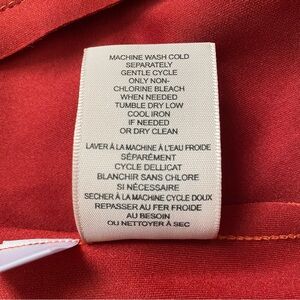 MACHINE WASH COLD
SEPARATELY
GENTLE CYCLE
ONLY NON-
CHLORINE BLEACH
WHEN NEEDED
TUMBLE DRY LOW
COOL IRON
IF NEEDED
OR DRY CLEAN
LAVER À LA MACHINE À L'EAU FROIDE
SÉPARÉMENT
CYCLE DELLICAT
BLANCHIR SANS CHLORE
SI NÉCESSAIRE
SECHER À LA MACHINE CYCLE DOUX
REPASSER AU FER FROIDE
AU BESOIN
OU NETTOYER À SEC